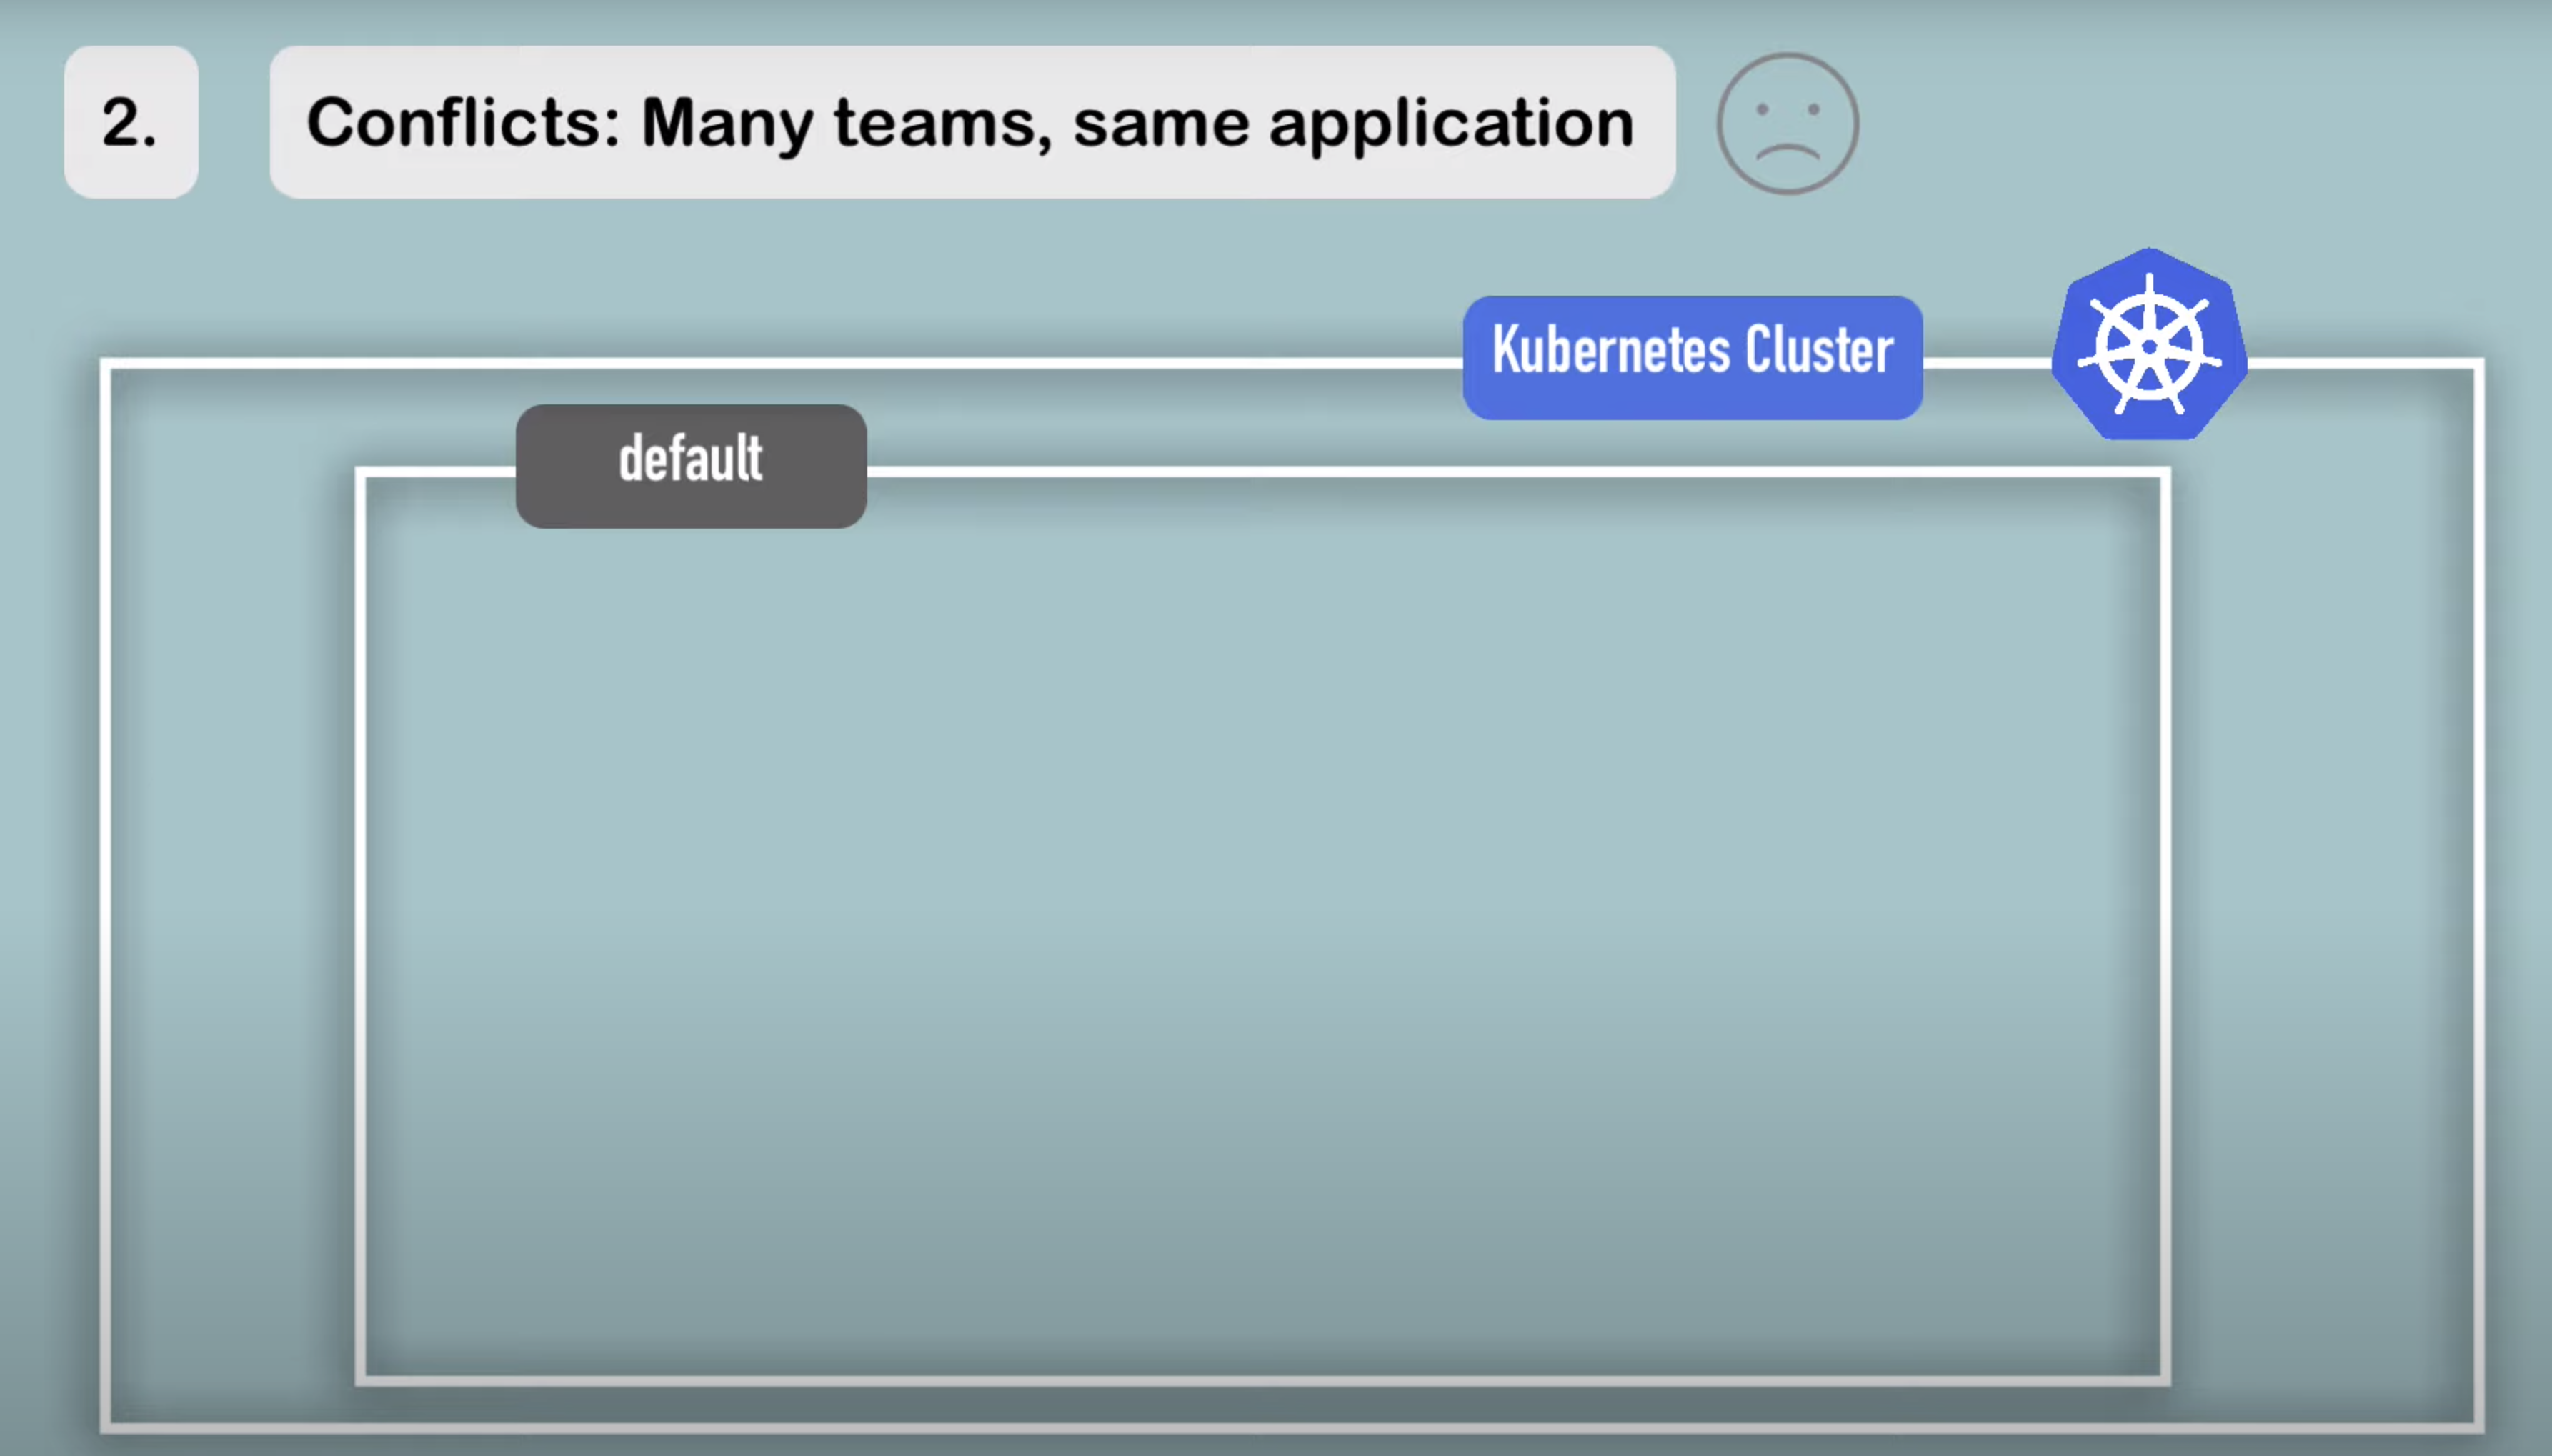 2.
Conflicts: Many teams, same application
Kubernetes Cluster
default